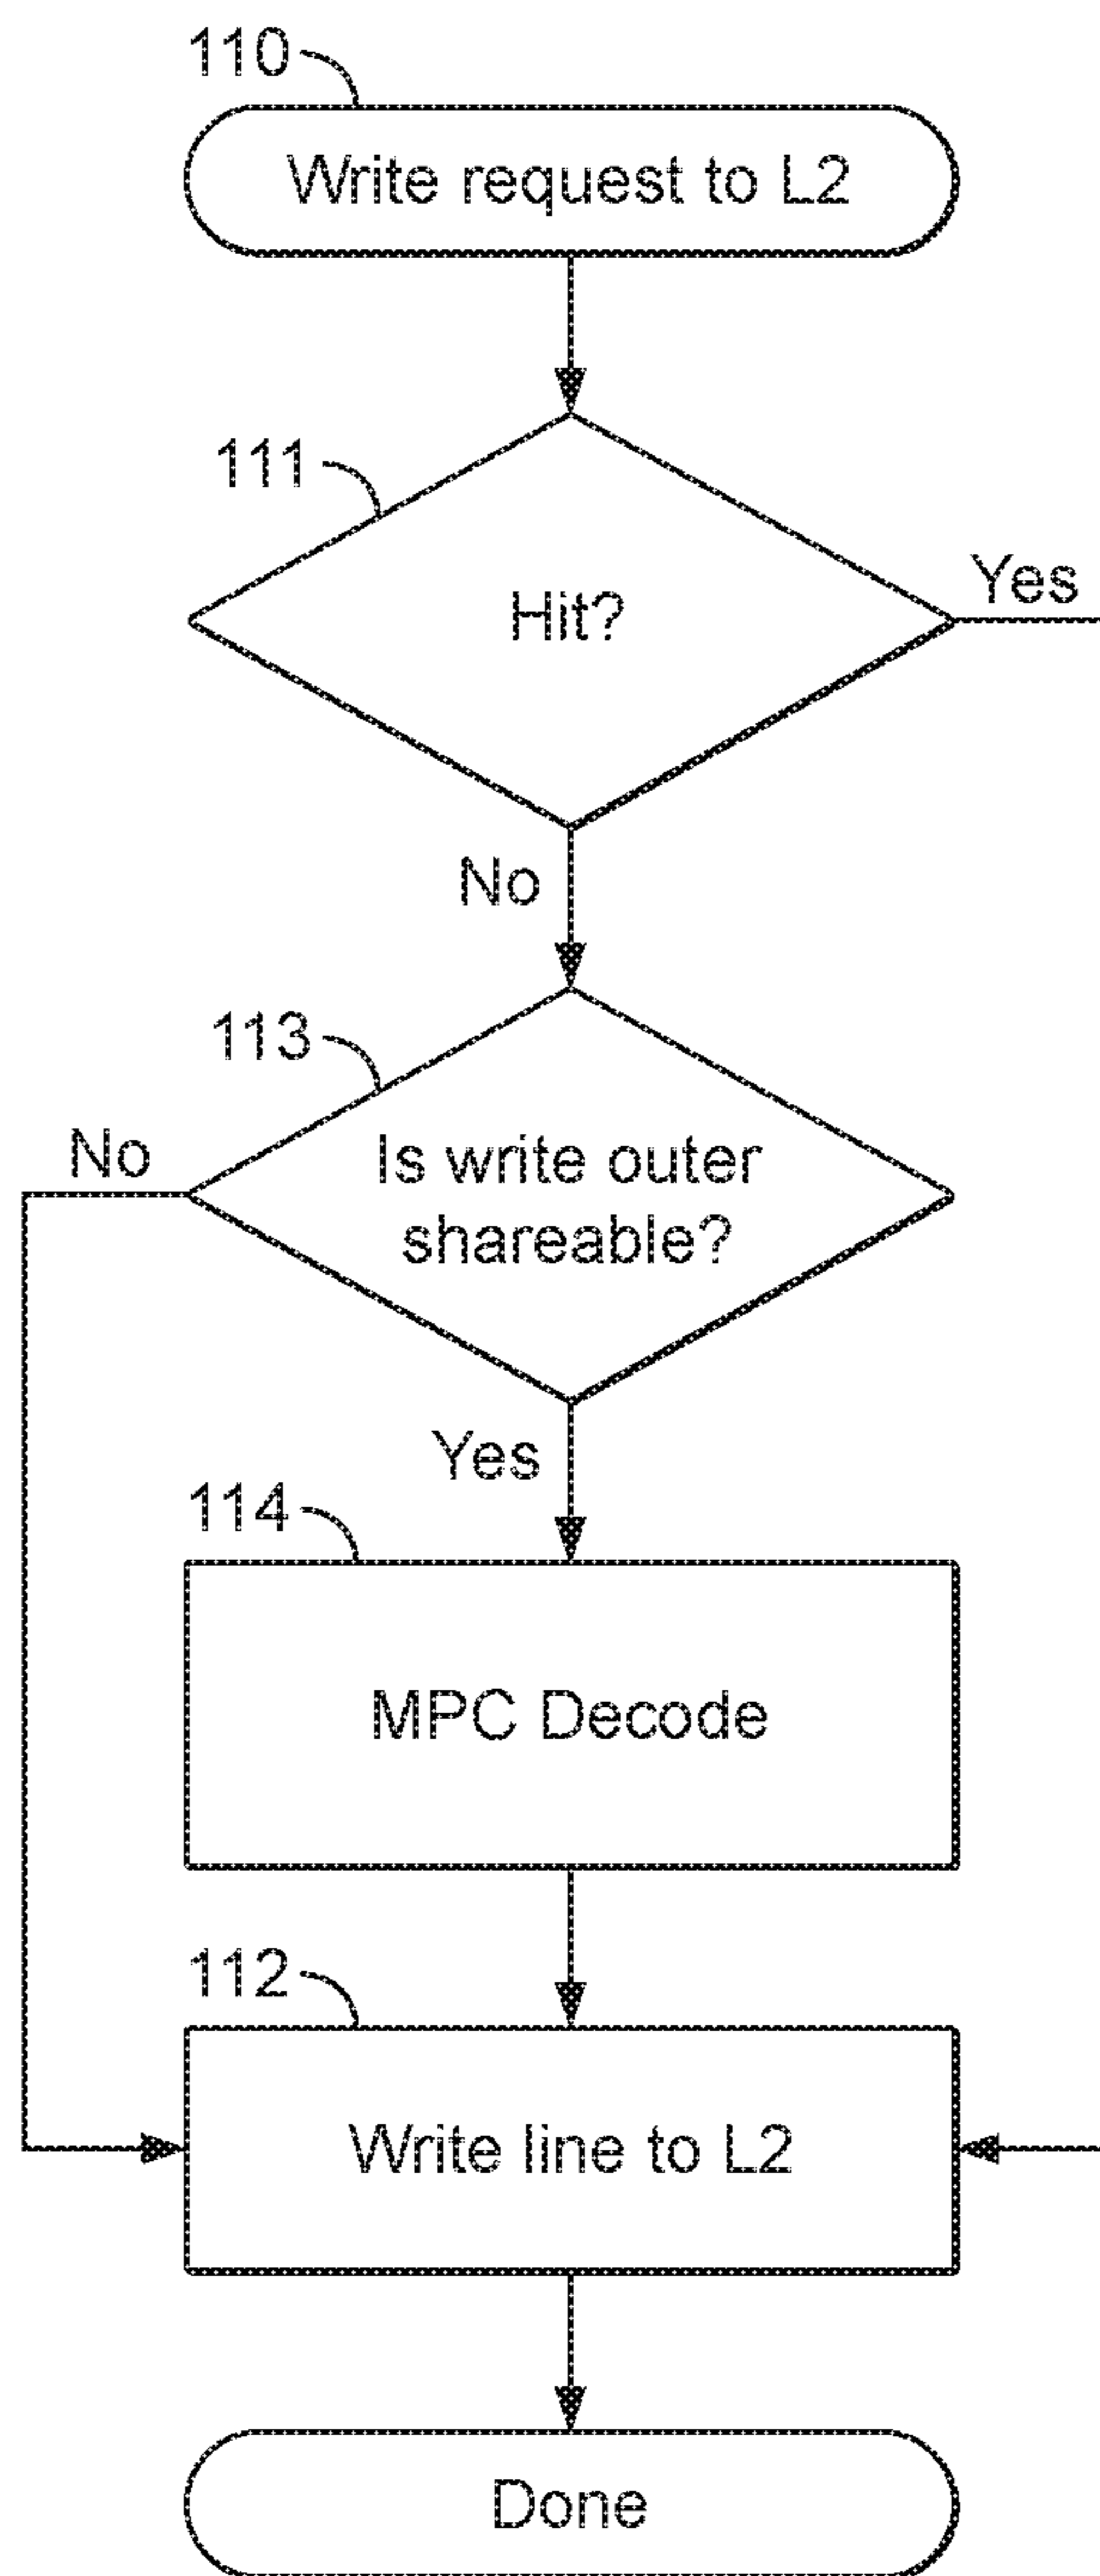 110
Write request to L2
111
Hit?
Yes
No
113
No
Is write outer
shareable?
Yes
114
MPC Decode
112
Write line to L2
Done